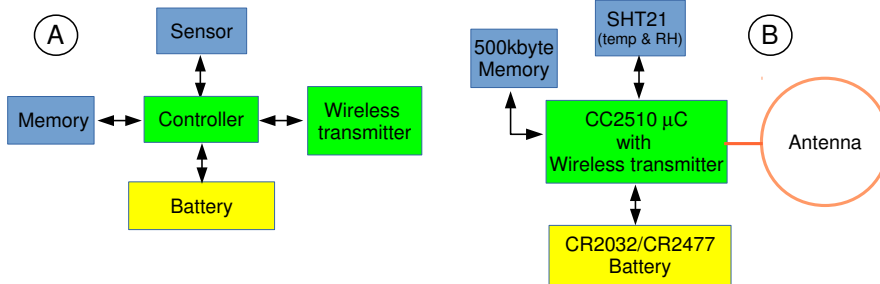 A
Sensor
Memory
Controller
Wireless
transmitter
Battery
B
SHT21
(temp & RH)
500kbyte
Memory
CC2510 μC
with
Wireless transmitter
Antenna
CR2032/CR2477
Battery